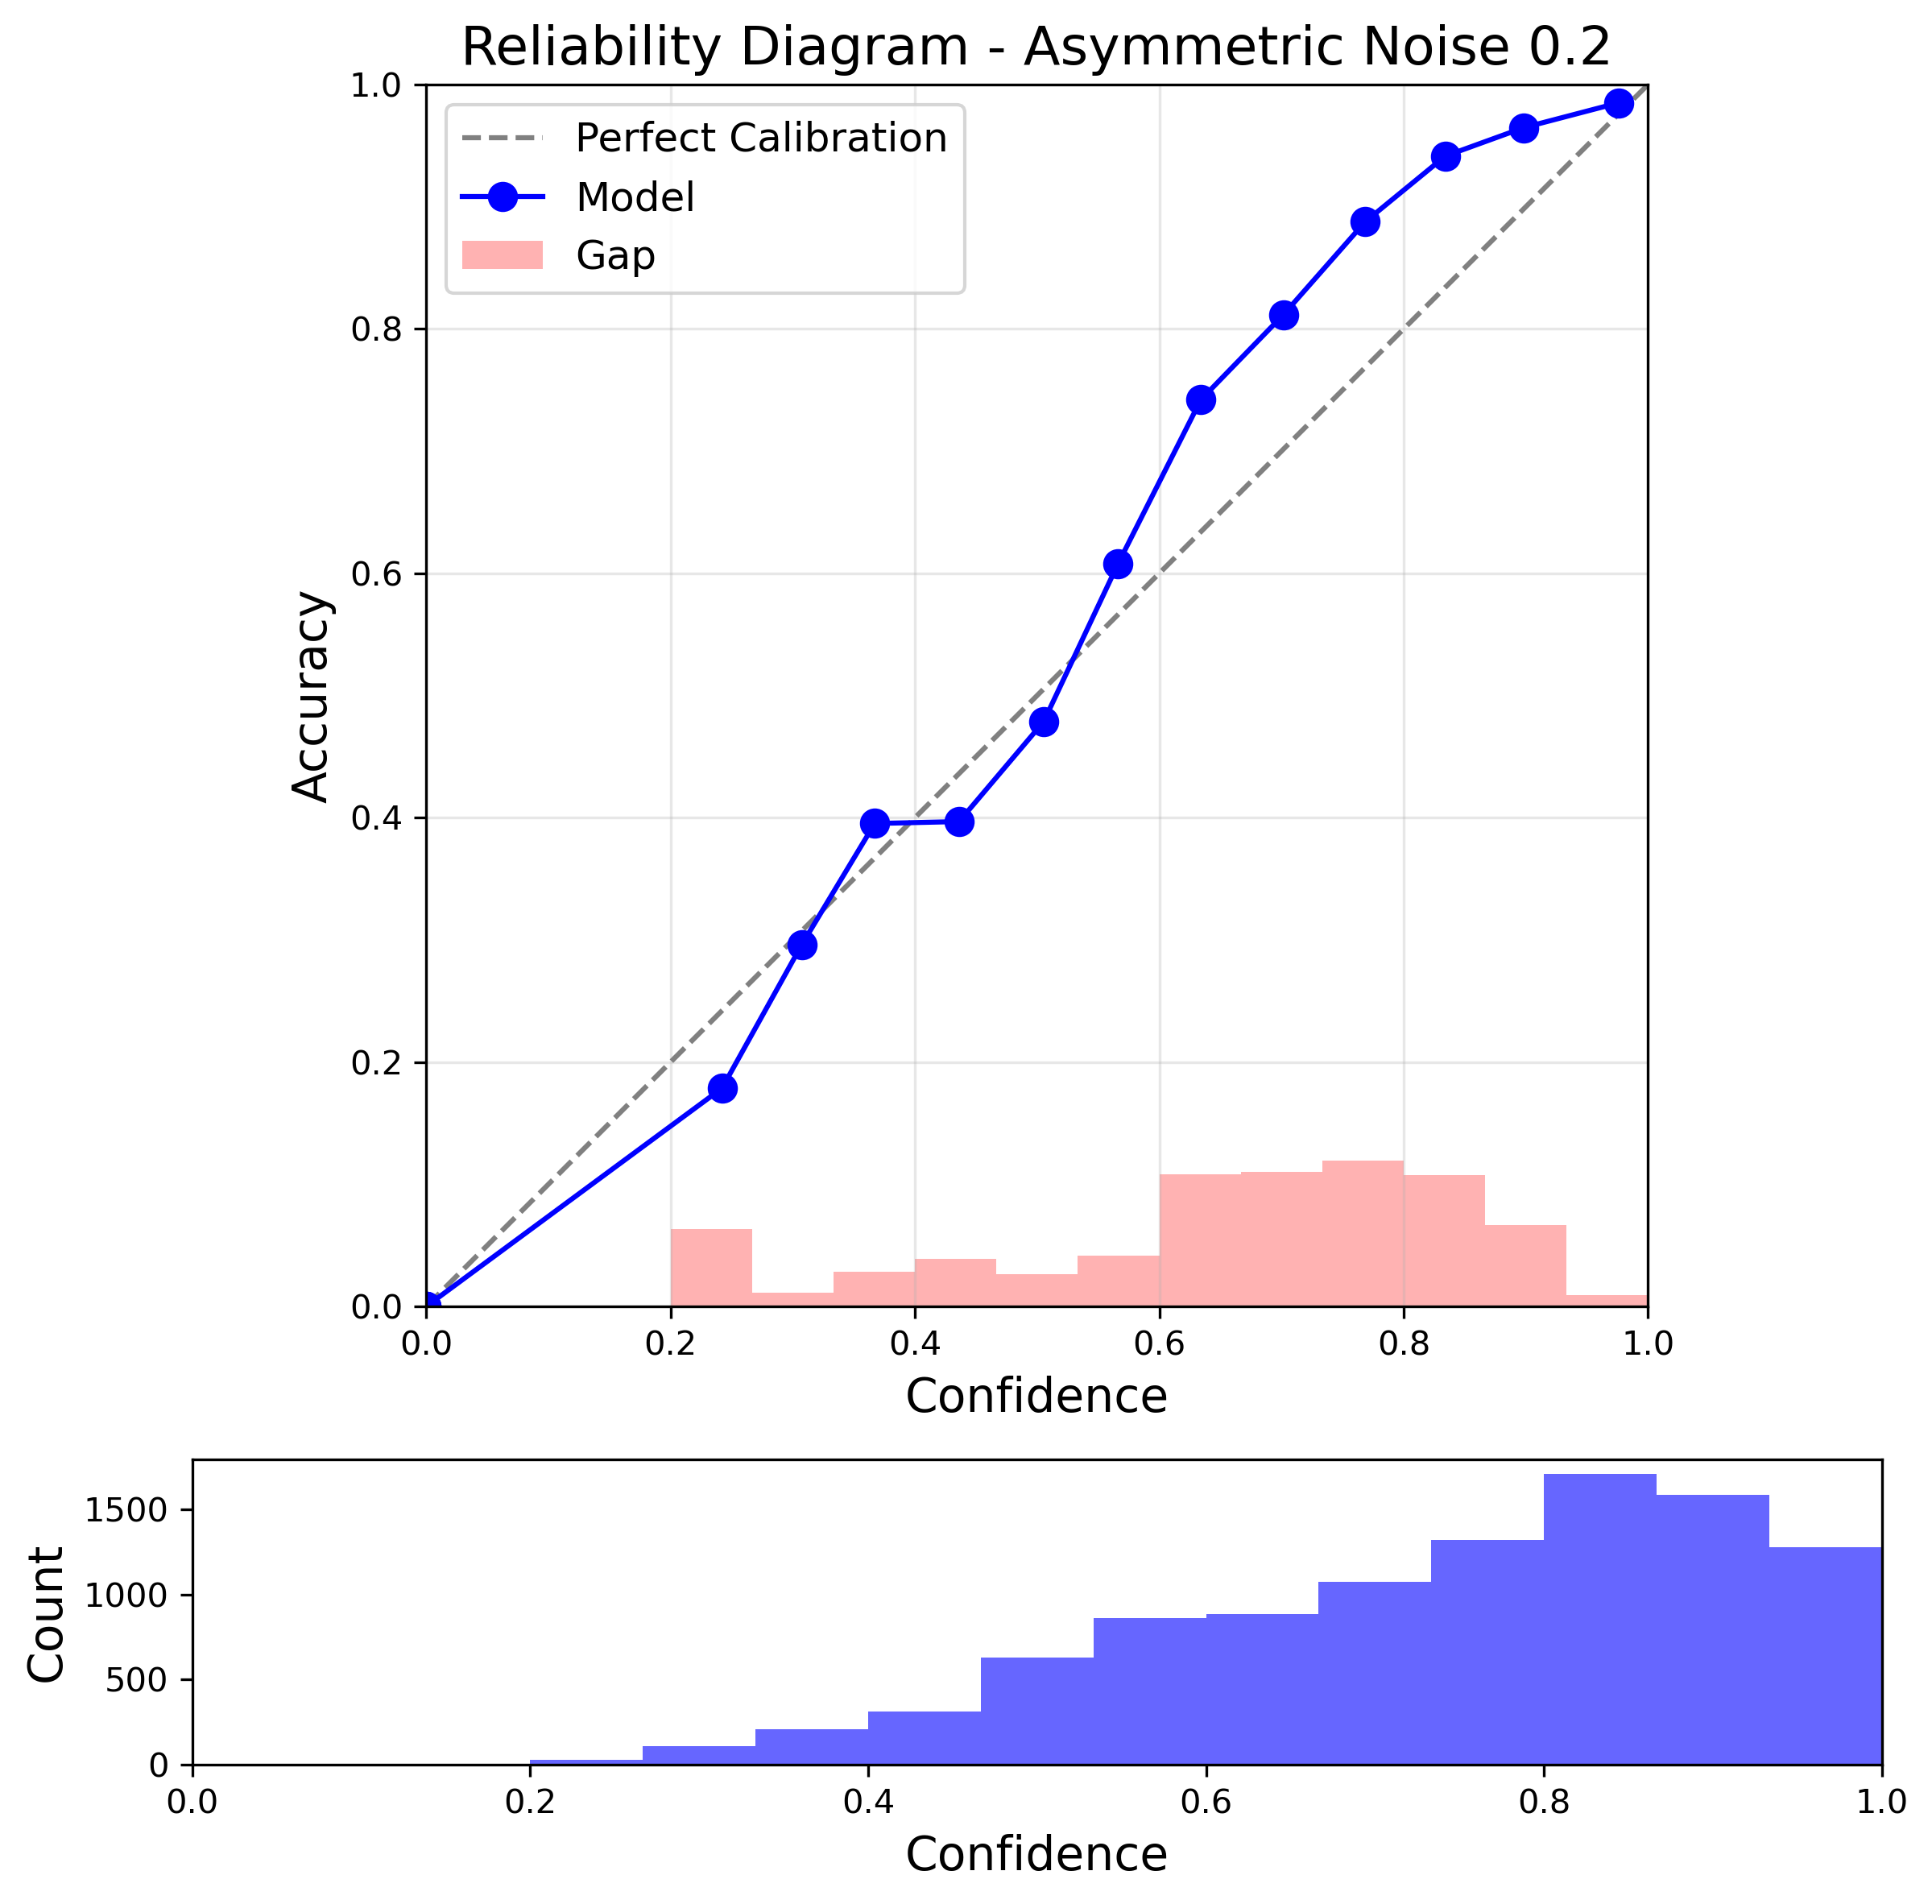 Reliability Diagram - Asymmetric Noise 0.2
1.0
0.8
0.6
0.4
0.2
0.0
Accuracy
Perfect Calibration
Model
Gap
0.0 0.2 0.4 0.6 0.8 1.0
Confidence
1500
1000
500
0
Count
0.0 0.2 0.4 0.6 0.8 1.0
Confidence